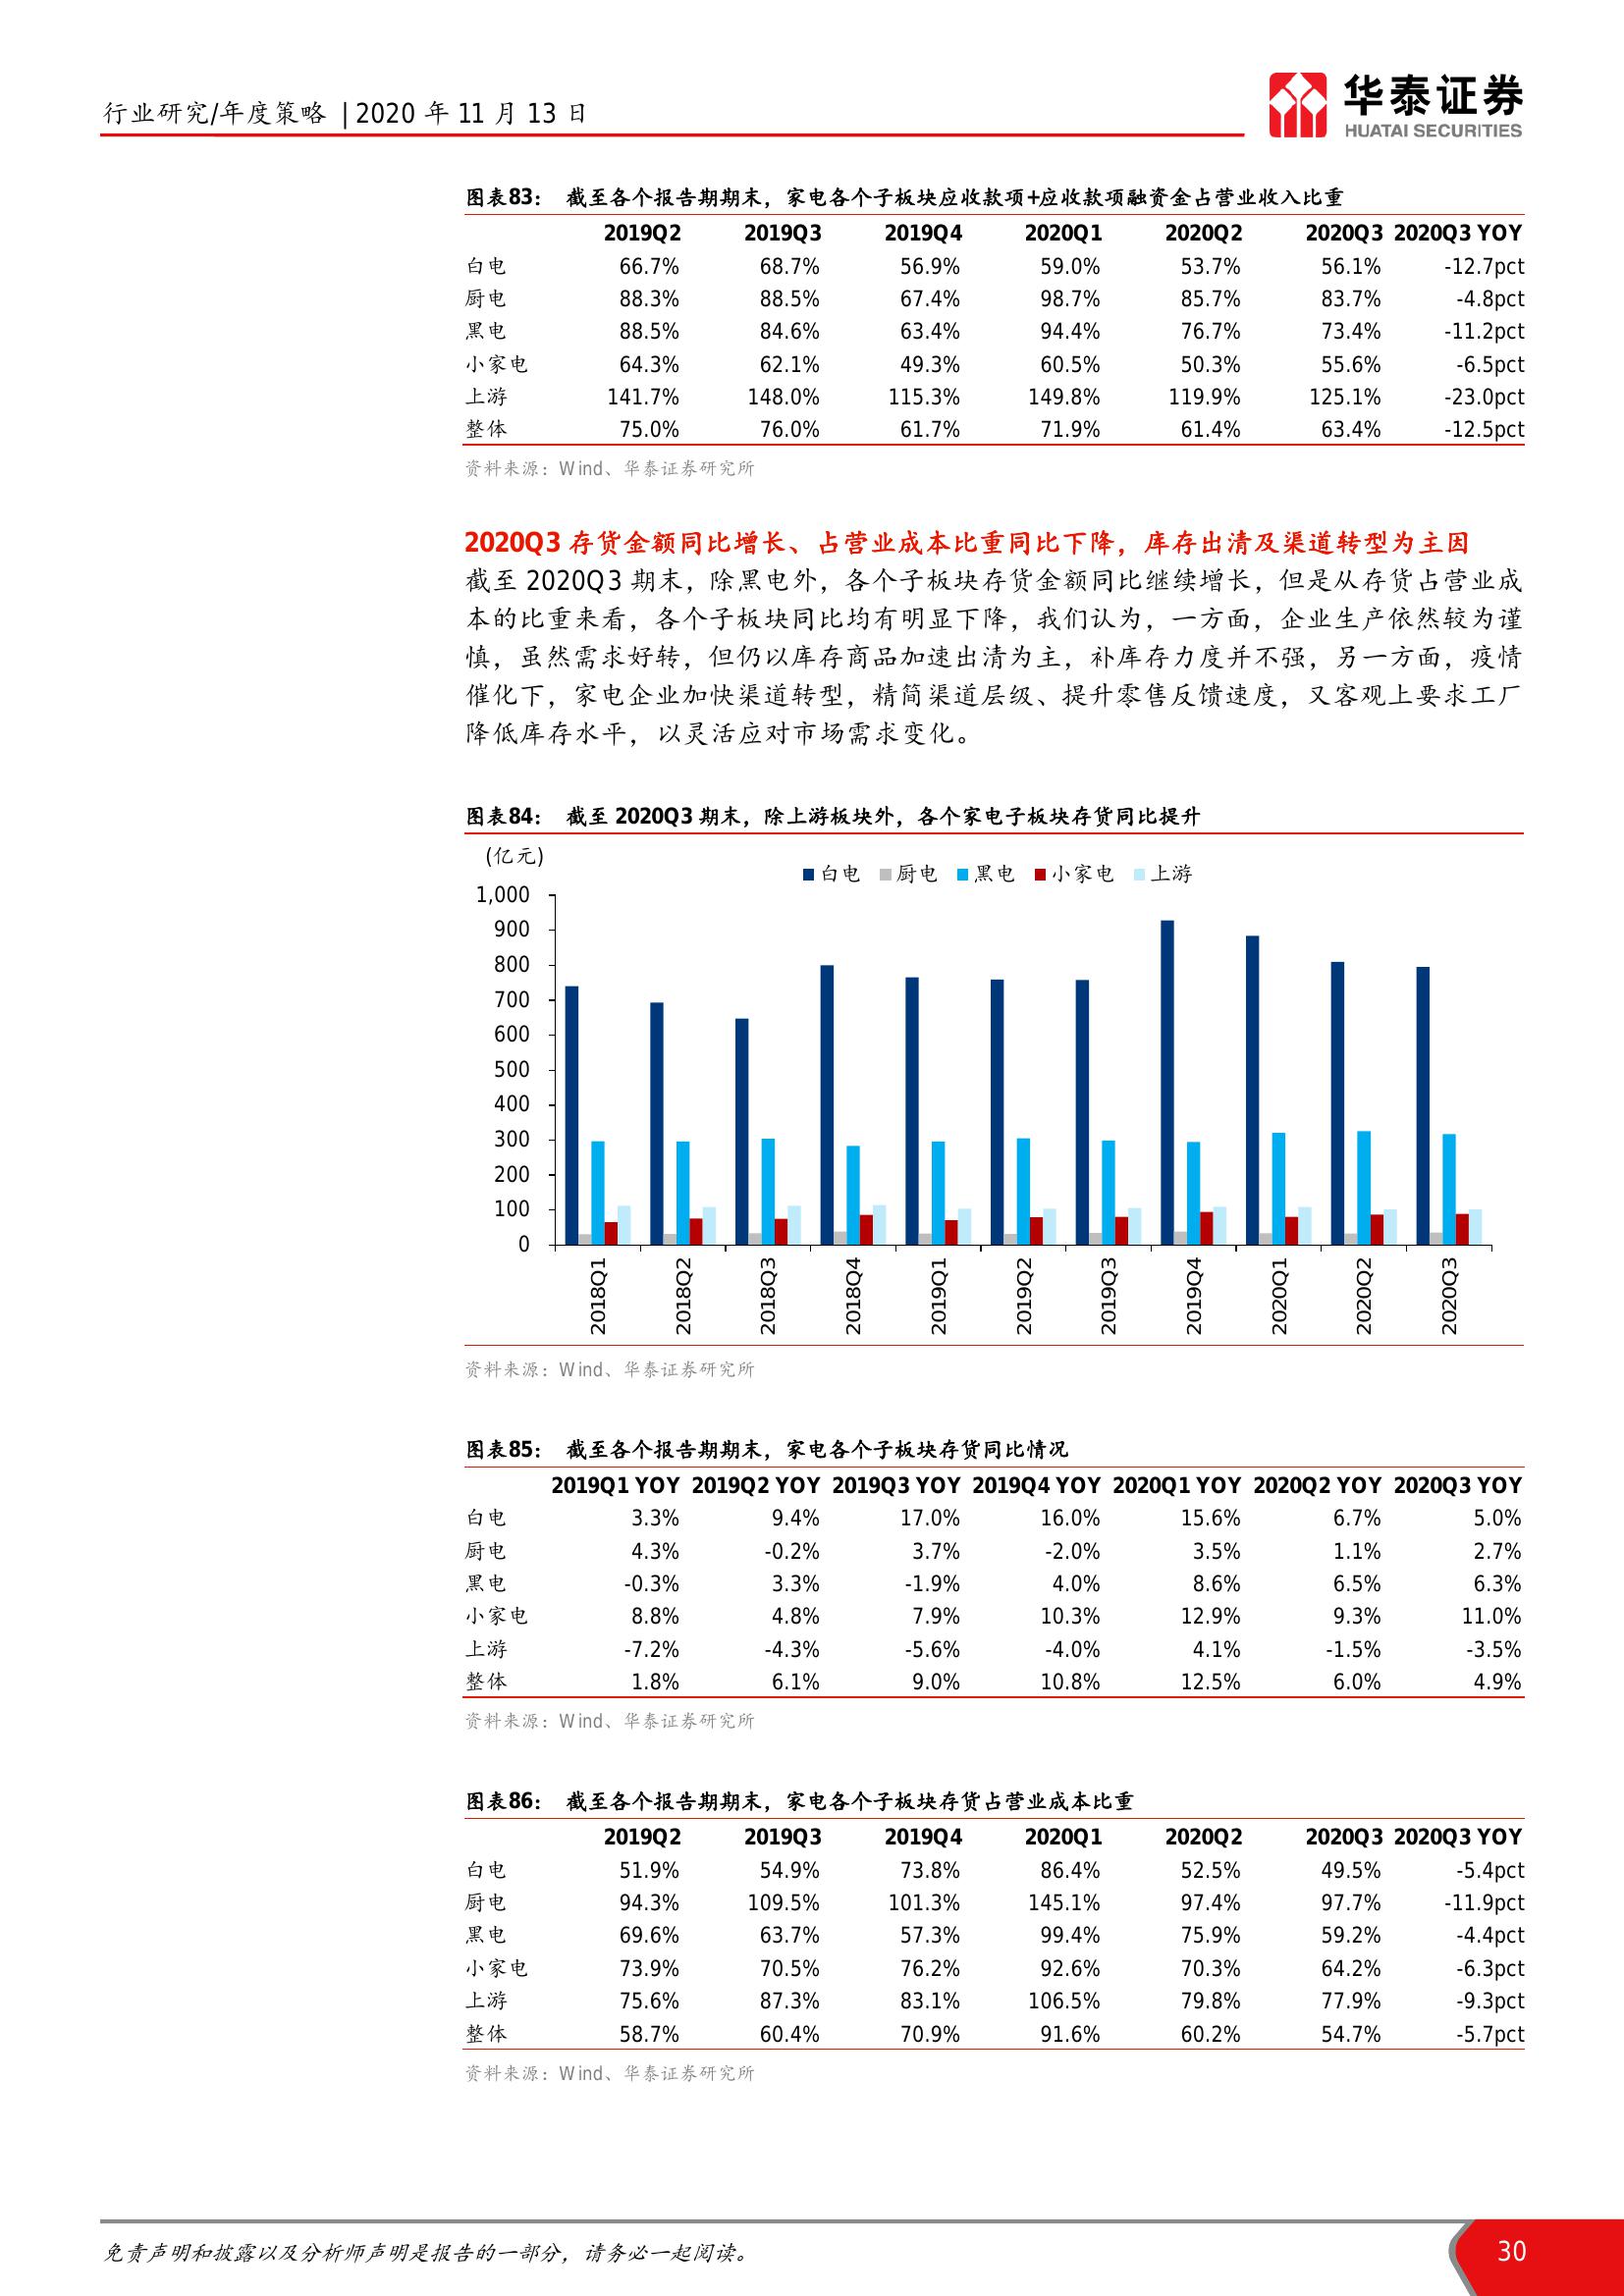 行业研究/年度策略 | 2020 年 11 月 13 日
华泰证券
HUATAI SECURITIES
图表83： 截至各个报告期期末，家电各个子板块应收款项+应收款项融资金占营业收入比重
2019Q2 2019Q3 2019Q4 2020Q1 2020Q2 2020Q3 2020Q3 YOY
白电 66.7% 68.7% 56.9% 59.0% 53.7% 56.1% -12.7pct
厨电 88.3% 88.5% 67.4% 98.7% 85.7% 83.7% -4.8pct
黑电 88.5% 84.6% 63.4% 94.4% 76.7% 73.4% -11.2pct
小家电 64.3% 62.1% 49.3% 60.5% 50.3% 55.6% -6.5pct
上游 141.7% 148.0% 115.3% 149.8% 119.9% 125.1% -23.0pct
整体 75.0% 76.0% 61.7% 71.9% 61.4% 63.4% -12.5pct
资料来源：Wind、华泰证券研究所
2020Q3 存货金额同比增长、占营业成本比重同比下降，库存出清及渠道转型为主因
截至 2020Q3 期末，除黑电外，各个子板块存货金额同比继续增长，但是从存货占营业成
本的比重来看，各个子板块同比均有明显下降，我们认为，一方面，企业生产依然较为谨
慎，虽然需求好转，但仍以库存商品加速出清为主，补库存力度并不强，另一方面，疫情
催化下，家电企业加快渠道转型，精简渠道层级、提升零售反馈速度，又客观上要求工厂
降低库存水平，以灵活应对市场需求变化。
图表84： 截至 2020Q3 期末，除上游板块外，各个家电子板块存货同比提升
(亿元)
白电 厨电 黑电 小家电 上游
1,000
900
800
700
600
500
400
300
200
100
0
2018Q1 2018Q2 2018Q3 2018Q4 2019Q1 2019Q2 2019Q3 2019Q4 2020Q1 2020Q2 2020Q3
资料来源：Wind、华泰证券研究所
图表85： 截至各个报告期期末，家电各个子板块存货同比情况
2019Q1 YOY 2019Q2 YOY 2019Q3 YOY 2019Q4 YOY 2020Q1 YOY 2020Q2 YOY 2020Q3 YOY
白电 3.3% 9.4% 17.0% 16.0% 15.6% 6.7% 5.0%
厨电 4.3% -0.2% 3.7% -2.0% 3.5% 1.1% 2.7%
黑电 -0.3% 3.3% -1.9% 4.0% 8.6% 6.5% 6.3%
小家电 8.8% 4.8% 7.9% 10.3% 12.9% 9.3% 11.0%
上游 -7.2% -4.3% -5.6% -4.0% 4.1% -1.5% -3.5%
整体 1.8% 6.1% 9.0% 10.8% 12.5% 6.0% 4.9%
资料来源：Wind、华泰证券研究所
图表86： 截至各个报告期期末，家电各个子板块存货占营业成本比重
2019Q2 2019Q3 2019Q4 2020Q1 2020Q2 2020Q3 2020Q3 YOY
白电 51.9% 54.9% 73.8% 86.4% 52.5% 49.5% -5.4pct
厨电 94.3% 109.5% 101.3% 145.1% 97.4% 97.7% -11.9pct
黑电 69.6% 63.7% 57.3% 99.4% 75.9% 59.2% -4.4pct
小家电 73.9% 70.5% 76.2% 92.6% 70.3% 64.2% -6.3pct
上游 75.6% 87.3% 83.1% 106.5% 79.8% 77.9% -9.3pct
整体 58.7% 60.4% 70.9% 91.6% 60.2% 54.7% -5.7pct
资料来源：Wind、华泰证券研究所
免责声明和披露以及分析师声明是报告的一部分，请务必一起阅读。
30